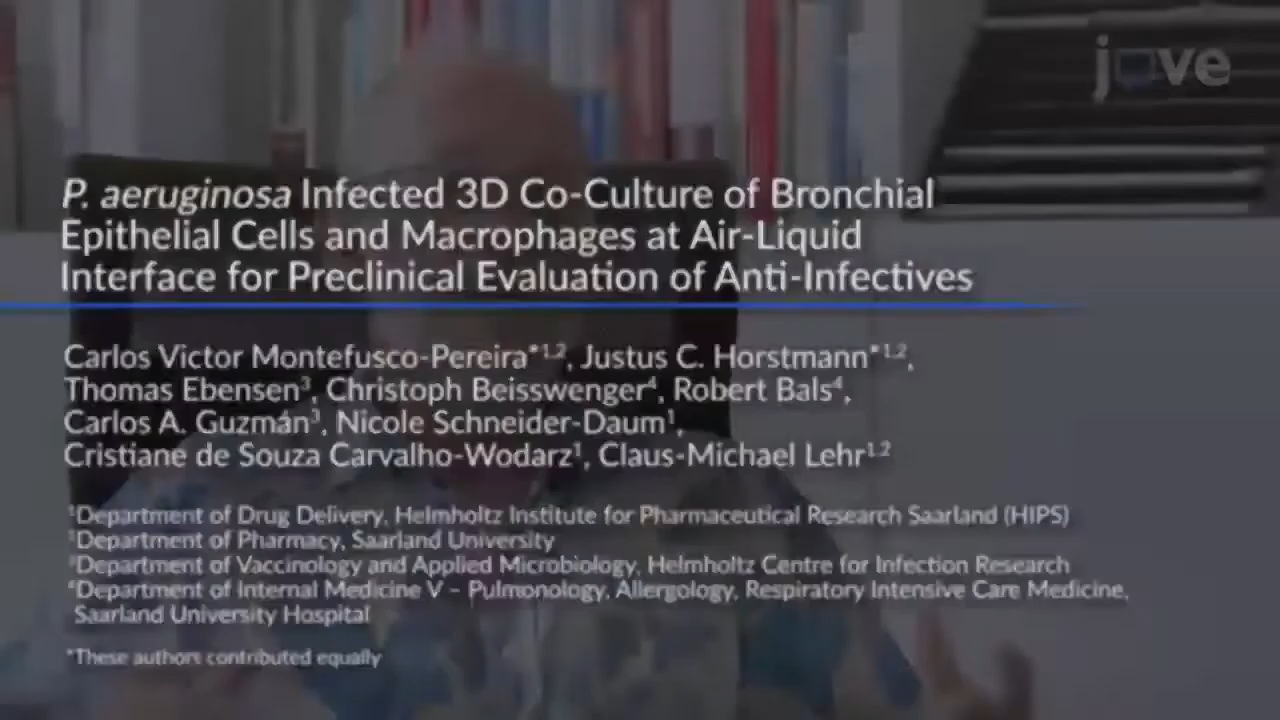 jove
P. aeruginosa Infected 3D Co-Culture of Bronchial
Epithelial Cells and Macrophages at Air-Liquid
Interface for Preclinical Evaluation of Anti-Infectives
Carlos Victor Montefusco-Pereira*1,2, Justus C. Horstmann*1,2,
Thomas Ebensen3, Christoph Beisswenger4, Robert Bals4,
Carlos A. Guzmán3, Nicole Schneider-Daum1,
Cristiane de Souza Carvalho-Wodarz1, Claus-Michael Lehr1,2
1Department of Drug Delivery, Helmholtz Institute for Pharmaceutical Research Saarland (HIPS)
2Department of Pharmacy, Saarland University
3Department of Vaccinology and Applied Microbiology, Helmholtz Centre for Infection Research
4Department of Internal Medicine V – Pulmonology, Allergology, Respiratory Intensive Care Medicine,
Saarland University Hospital
*These authors contributed equally